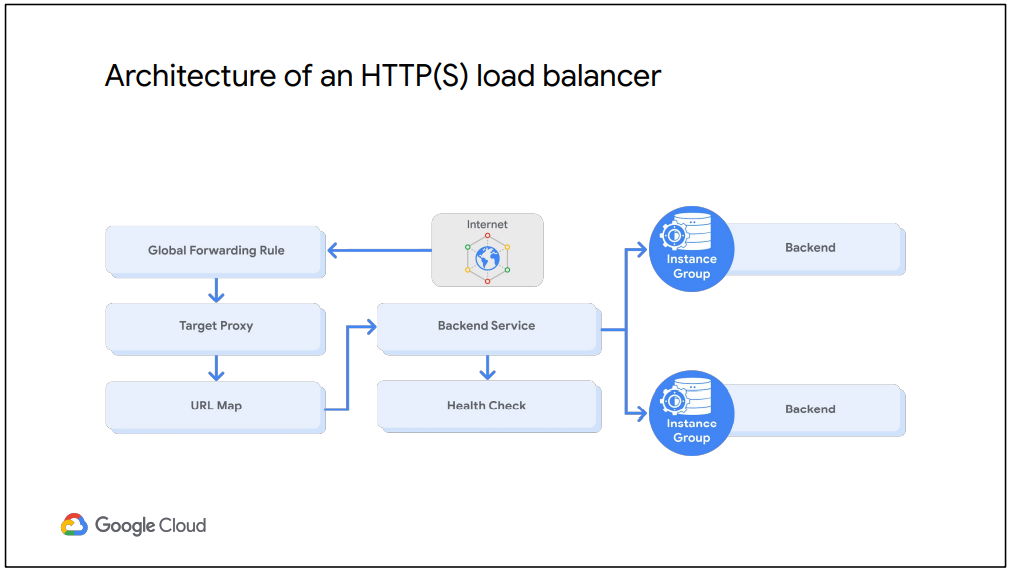 Architecture of an HTTP(S) load balancer
Internet
Global Forwarding Rule
Target Proxy
URL Map
Backend Service
Health Check
Instance
Group
Backend
Instance
Group
Backend
Google Cloud